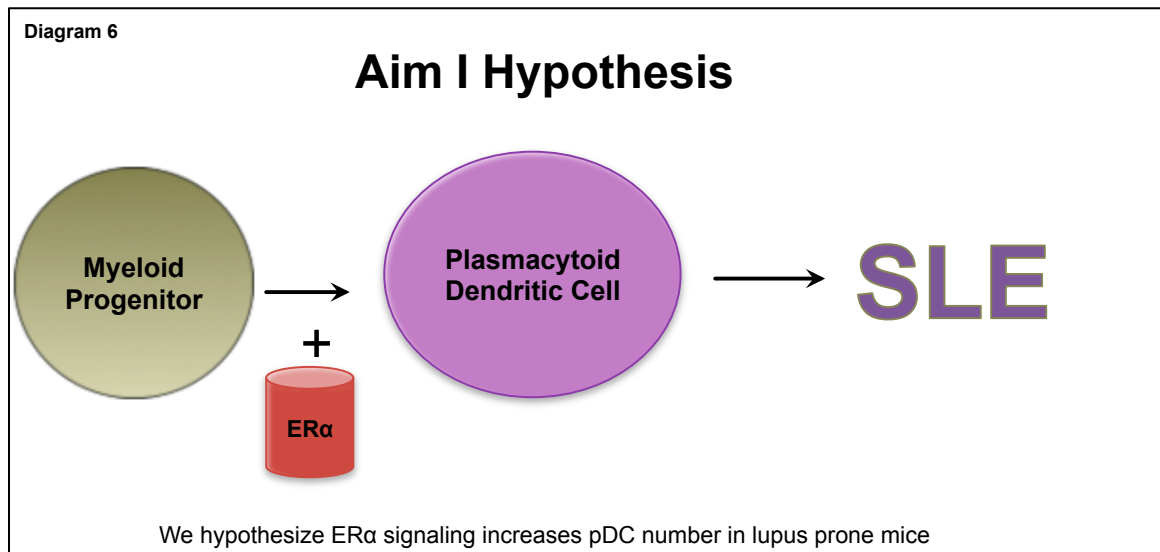 Diagram 6
Aim I Hypothesis
Myeloid
Progenitor
+
ERα
Plasmacytoid
Dendritic Cell
SLE
We hypothesize ERα signaling increases pDC number in lupus prone mice